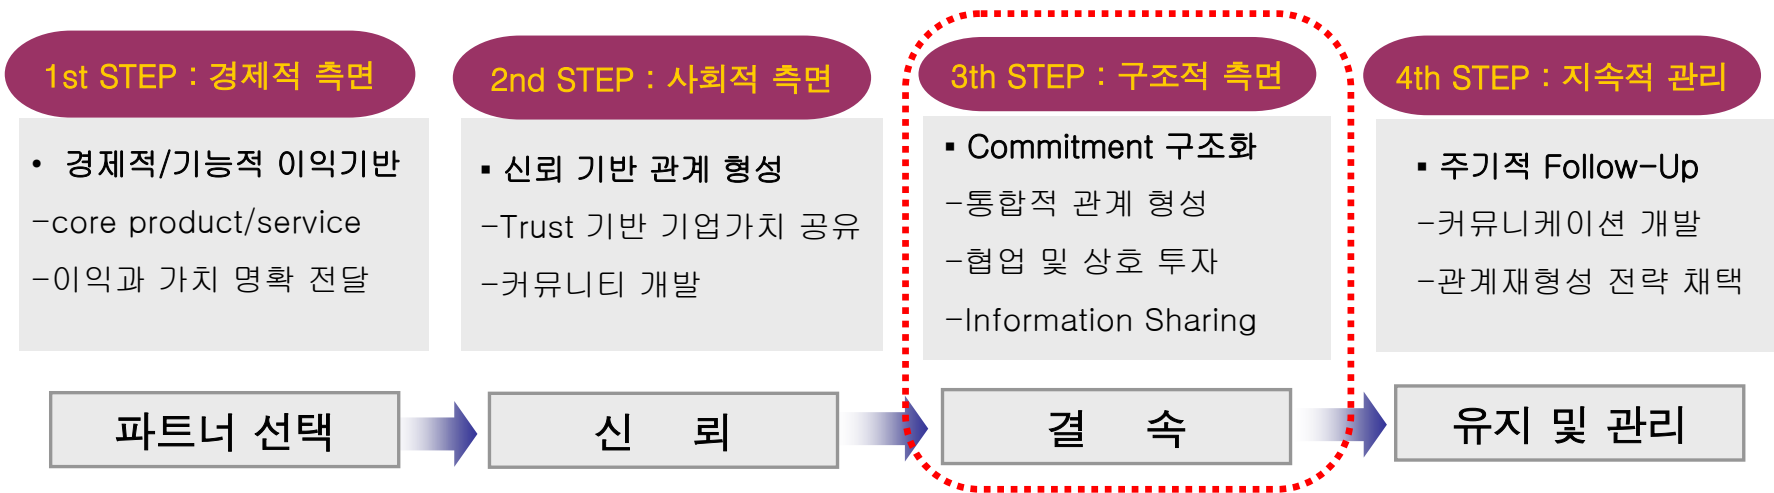 1st STEP : 경제적 측면
• 경제적/기능적 이익기반
-core product/service
-이익과 가치 명확 전달
파트너 선택
2nd STEP : 사회적 측면
▪ 신뢰 기반 관계 형성
-Trust 기반 기업가치 공유
-커뮤니티 개발
신 뢰
3th STEP : 구조적 측면
▪ Commitment 구조화
-통합적 관계 형성
-협업 및 상호 투자
-Information Sharing
결 속
4th STEP : 지속적 관리
▪ 주기적 Follow-Up
-커뮤니케이션 개발
-관계재형성 전략 채택
유지 및 관리